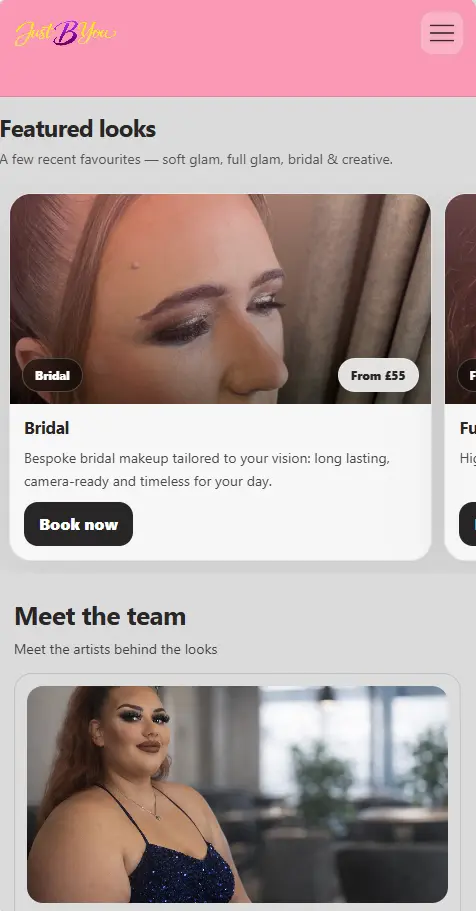 Just B You
Featured looks
A few recent favourites — soft glam, full glam, bridal & creative.
Bridal
From £55
Bridal
Bespoke bridal makeup tailored to your vision: long lasting,
camera-ready and timeless for your day.
Book now
Meet the team
Meet the artists behind the looks